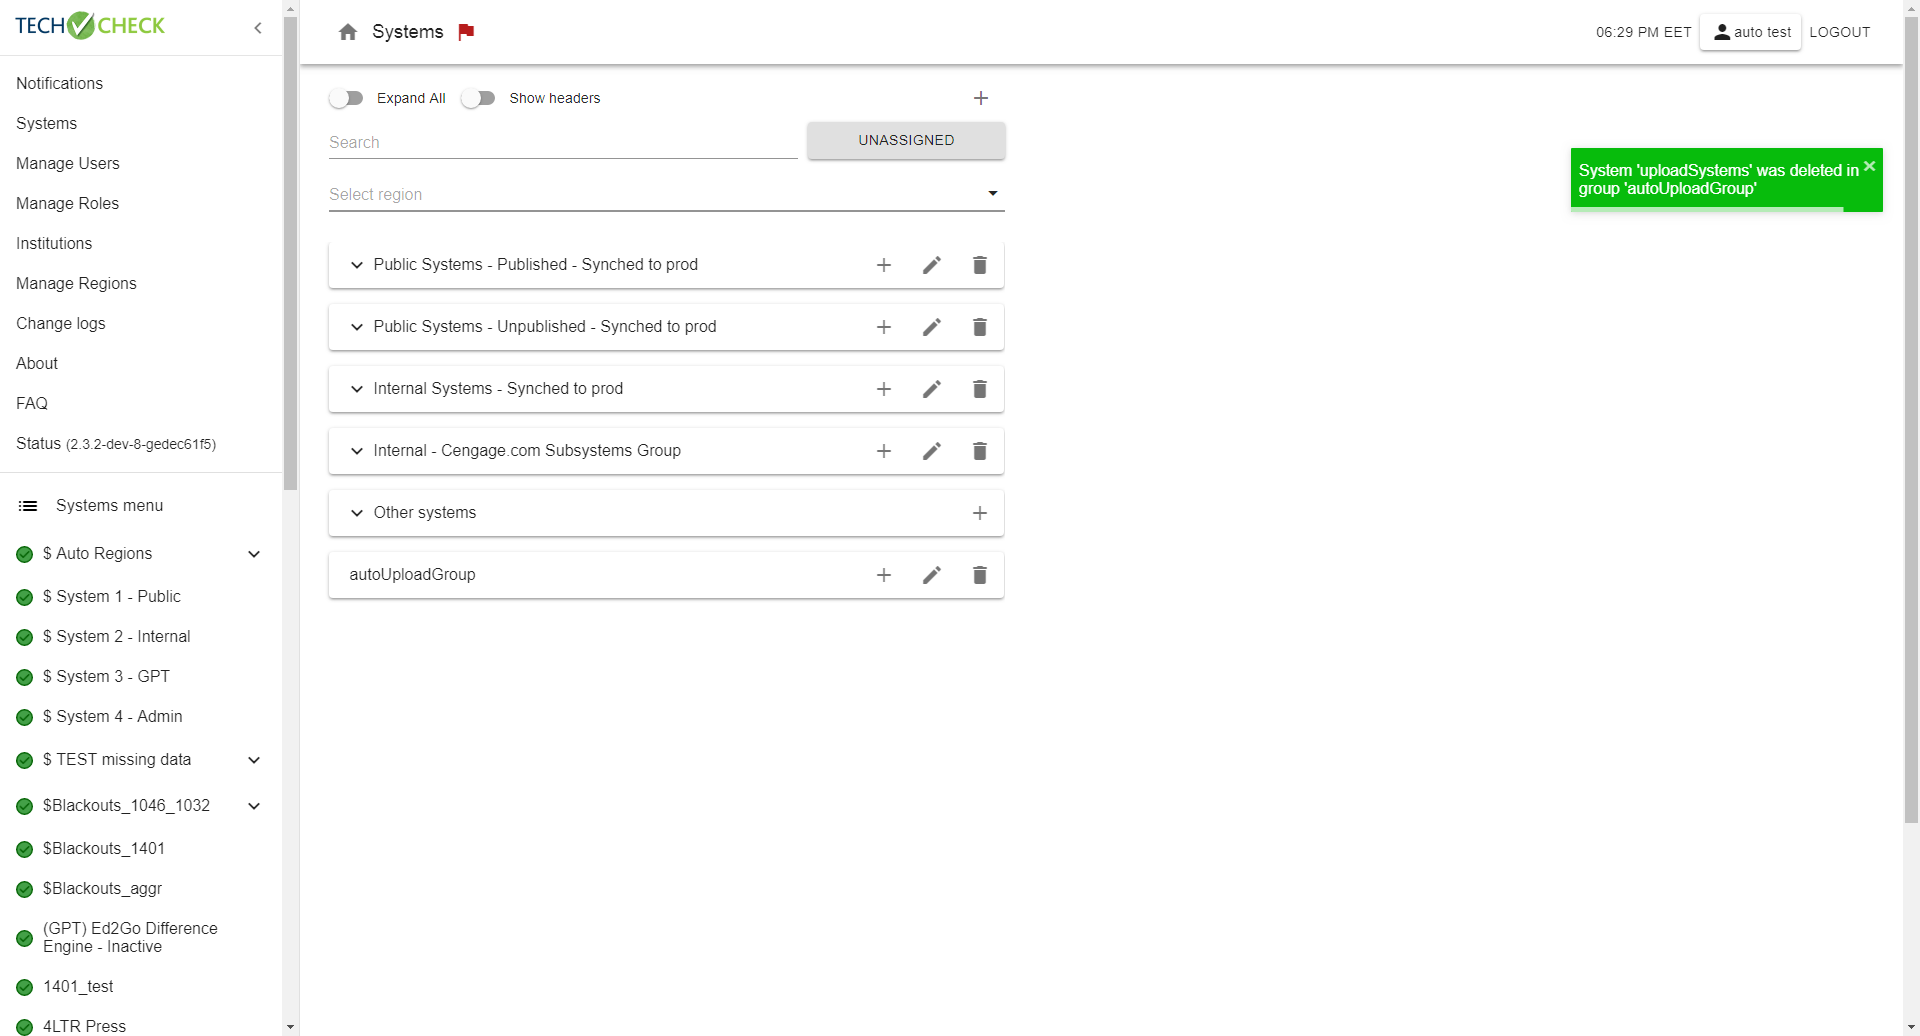 TECH CHECK
Notifications
Systems
Manage Users
Manage Roles
Institutions
Manage Regions
Change logs
About
FAQ
Status (2.3.2-dev-8-gedec61f5)
Systems menu
$ Auto Regions
$ System 1 - Public
$ System 2 - Internal
$ System 3 - GPT
$ System 4 - Admin
$ TEST missing data
$Blackouts_1046_1032
$Blackouts_1401
$Blackouts_aggr
(GPT) Ed2Go Difference
Engine - Inactive
1401_test
4LTR Press
Systems
06:29 PM EET
auto test
LOGOUT
Expand All
Show headers
Search
UNASSIGNED
Select region
Public Systems - Published - Synched to prod
Public Systems - Unpublished - Synched to prod
Internal Systems - Synched to prod
Internal - Cengage.com Subsystems Group
Other systems
autoUploadGroup
System 'uploadSystems' was deleted in
group 'autoUploadGroup'